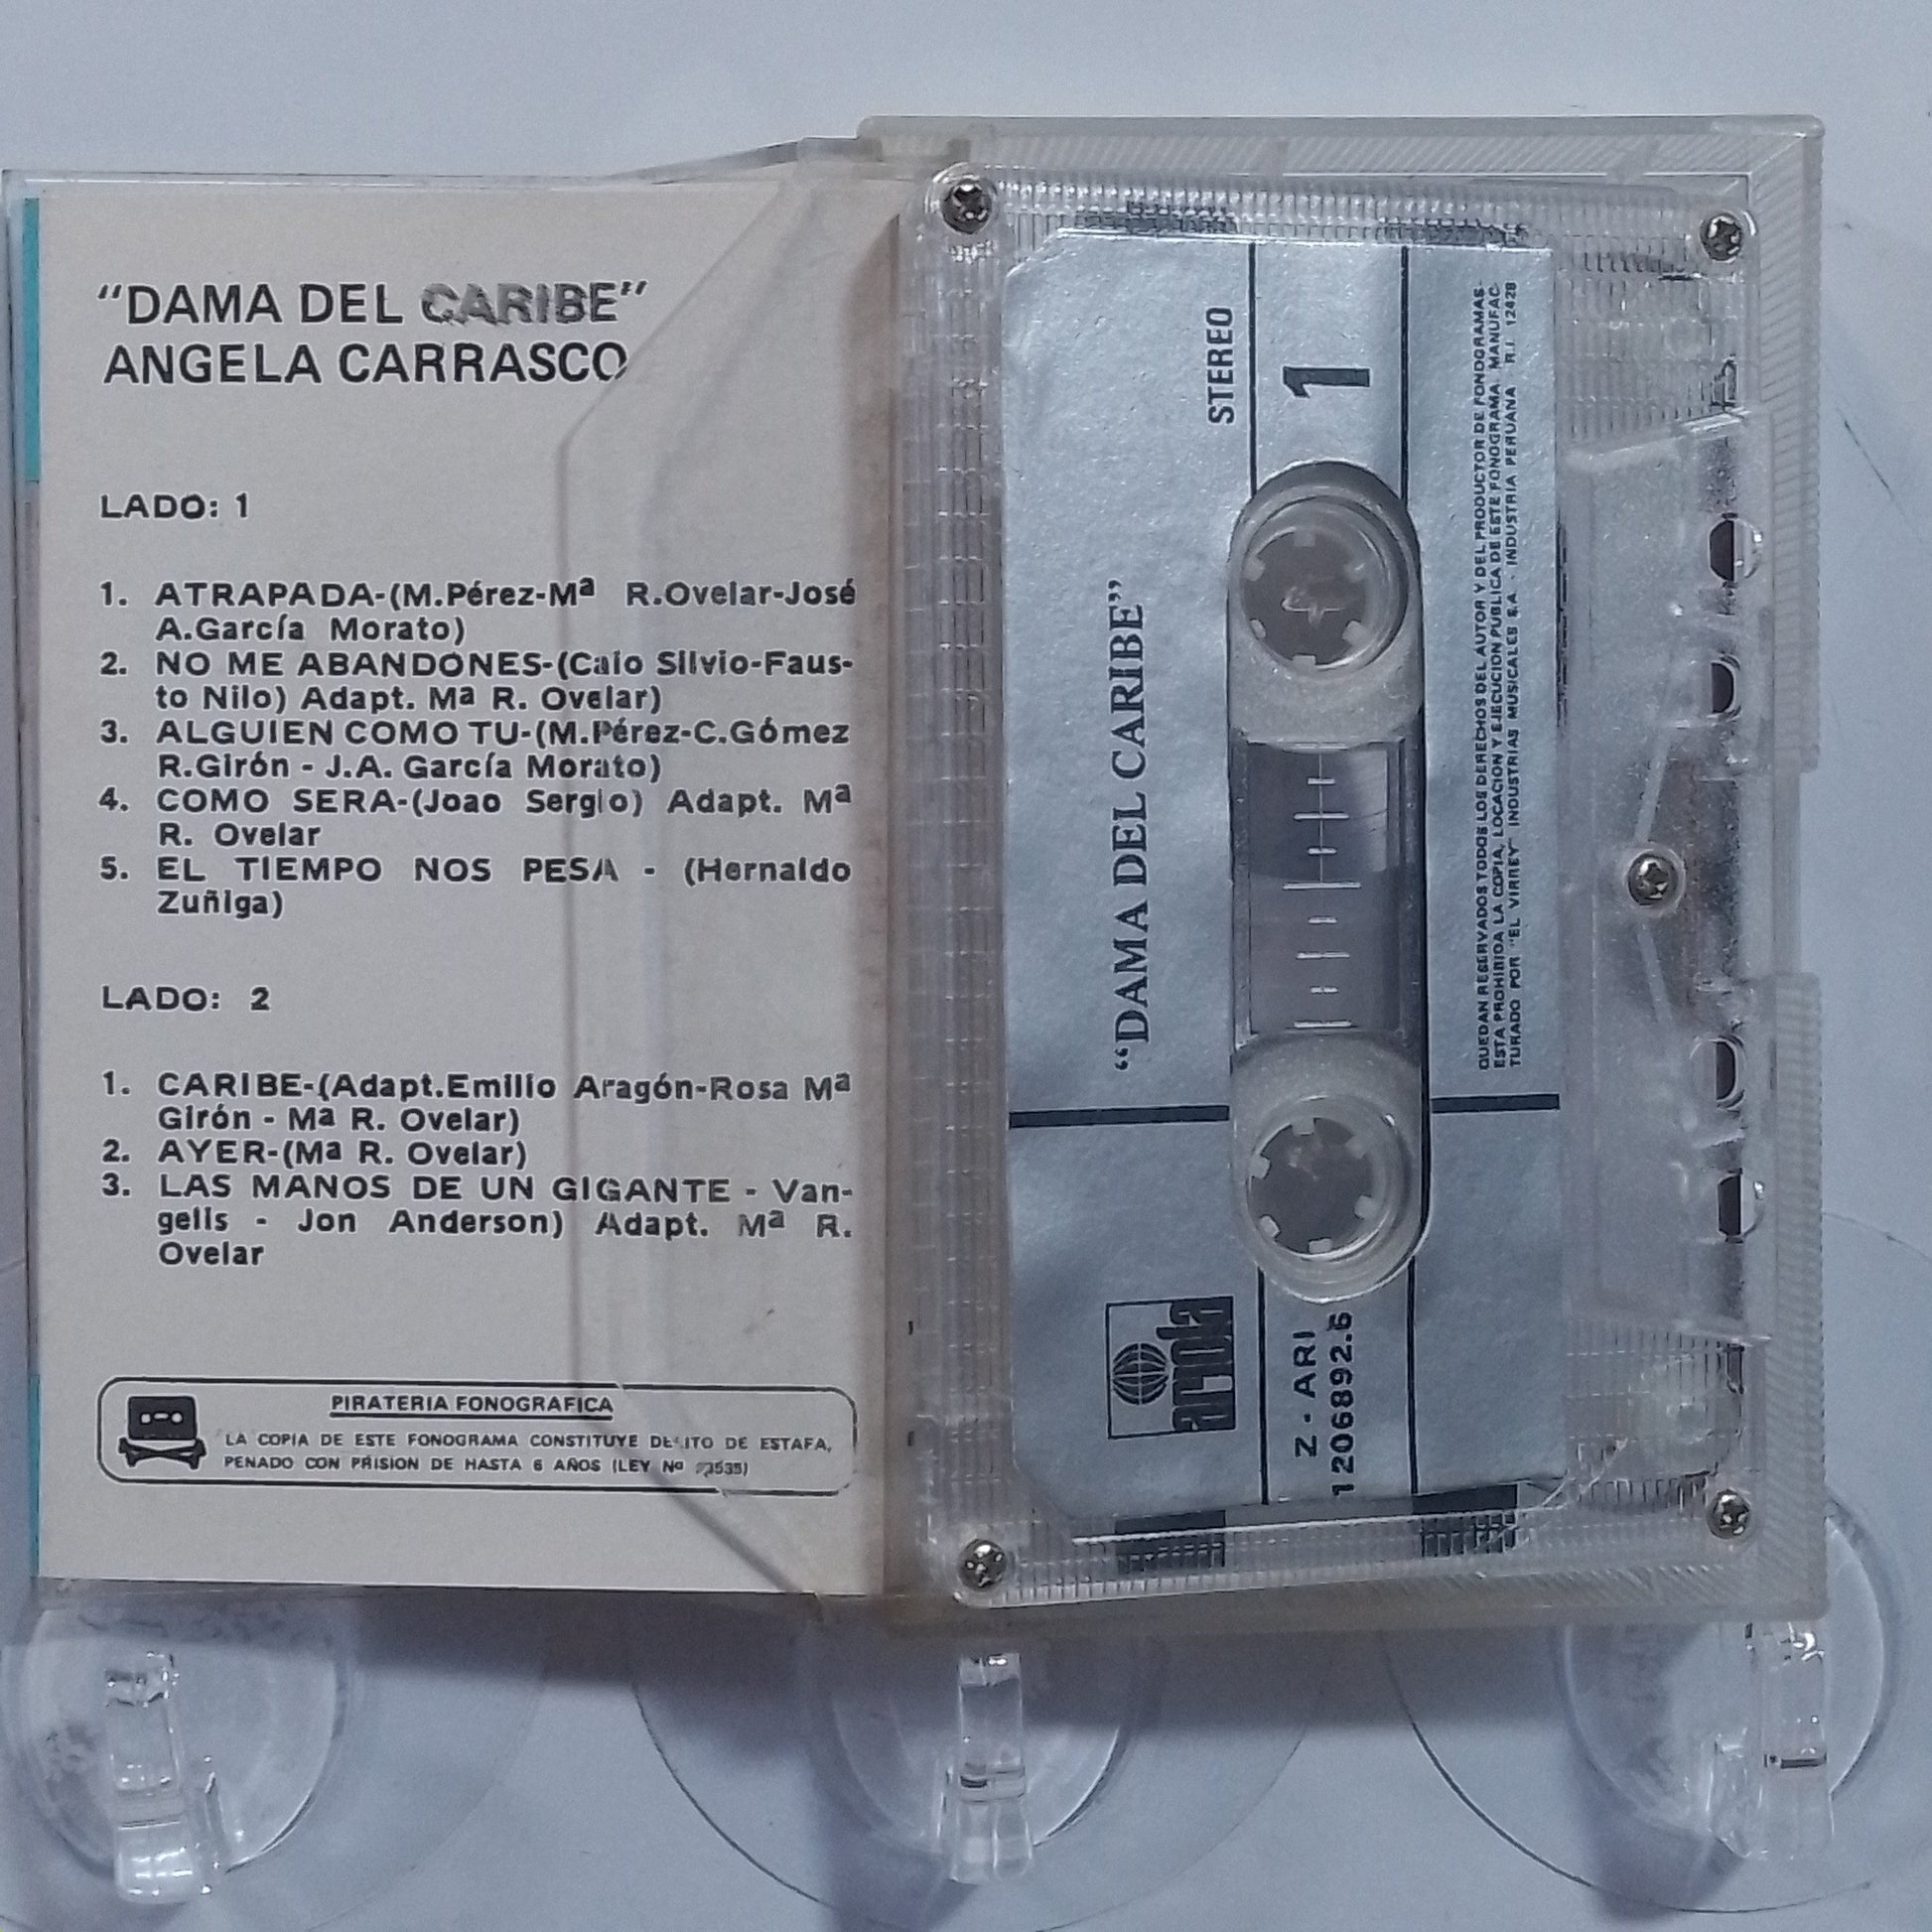 “DAMA DEL CARIBE”
ANGELA CARRASCO
LADO: 1
1. ATRAPADA-(M.Pérez-Mª R.Ovelar-José
A.García Morato)
2. NO ME ABANDONES-(Caio Silvio-Faus-
to Nilo) Adapt. Mª R. Ovelar)
3. ALGUIEN COMO TU-(M.Pérez-C.Gómez
R.Girón - J.A. García Morato)
4. COMO SERA-(Joao Sergio) Adapt. Mª
R. Ovelar
5. EL TIEMPO NOS PESA - (Hernaldo
Zuñiga)
LADO: 2
1. CARIBE-(Adapt.Emilio Aragón-Rosa Mª
Girón - Mª R. Ovelar)
2. AYER-(Mª R. Ovelar)
3. LAS MANOS DE UN GIGANTE - Van-
gelis - Jon Anderson) Adapt. Mª R.
Ovelar
PIRATERIA FONOGRAFICA
LA COPIA DE ESTE FONOGRAMA CONSTITUYE DELITO DE ESTAFA,
PENADO CON PRISION DE HASTA 6 AÑOS (LEY Nº
STEREO
1
“DAMA DEL CARIBE”
ariola
Z - ARI
1206892.6
QUEDAN RESERVADOS TODOS LOS DERECHOS DEL AUTOR Y DEL PRODUCTOR DE FONOGRAMAS-
ESTA PROHIBIDA LA COPIA, LOCACION Y EJECUCION PUBLICA DE ESTE FONOGRAMA. MANUFAC-
TURADO POR "EL VIRREY" INDUSTRIAS MUSICALES S.A. - INDUSTRIA PERUANA R.I. 12428